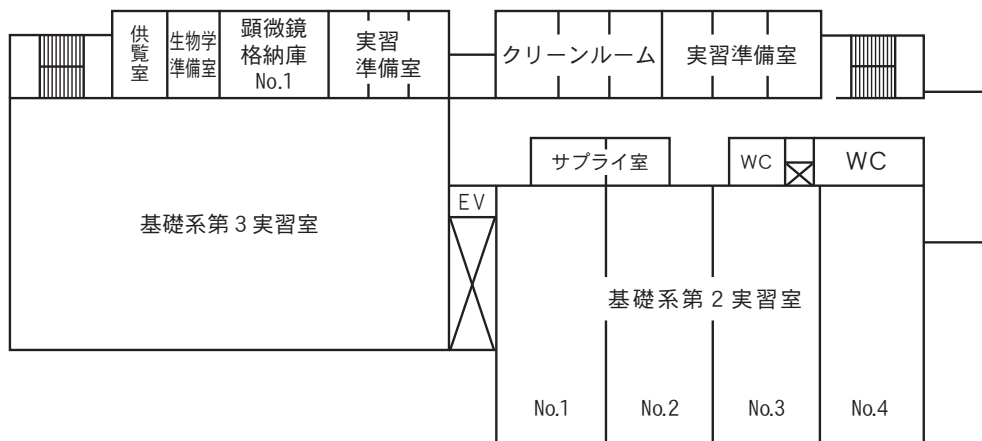 供覧室
生物学
準備室
顕微鏡
格納庫
No.1
実習
準備室
クリーンルーム
実習準備室
サプライ室
WC
WC
EV
基礎系第3実習室
基礎系第2実習室
No.1
No.2
No.3
No.4